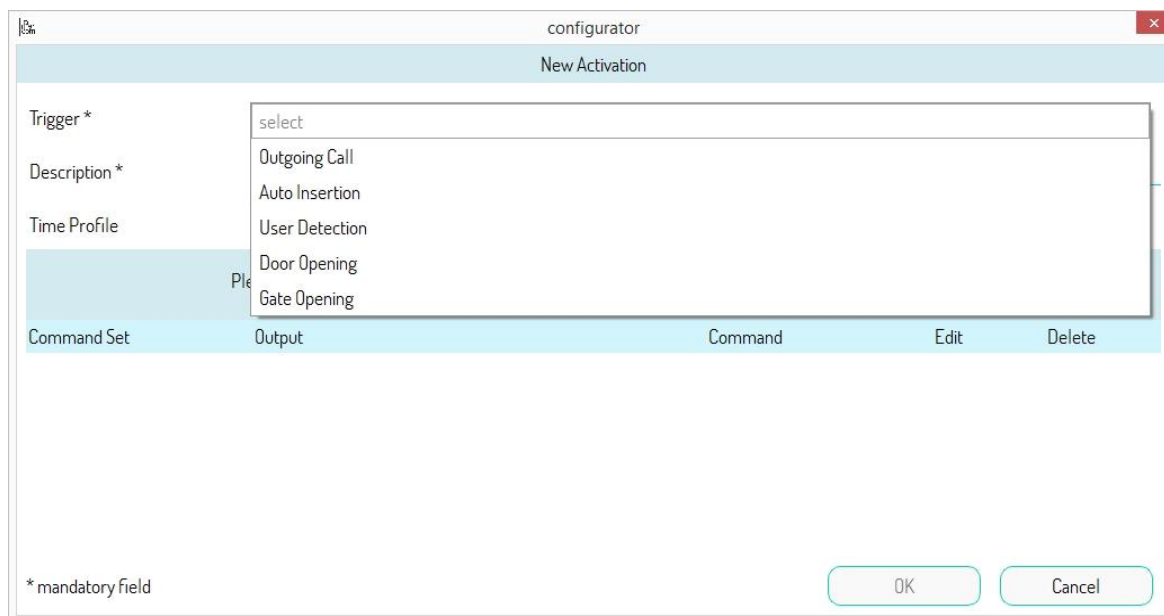 configurator
New Activation
Trigger *
select
Outgoing Call
Description *
Auto Insertion
Time Profile
User Detection
Door Opening
Gate Opening
Command Set Output Command Edit Delete
* mandatory field OK Cancel